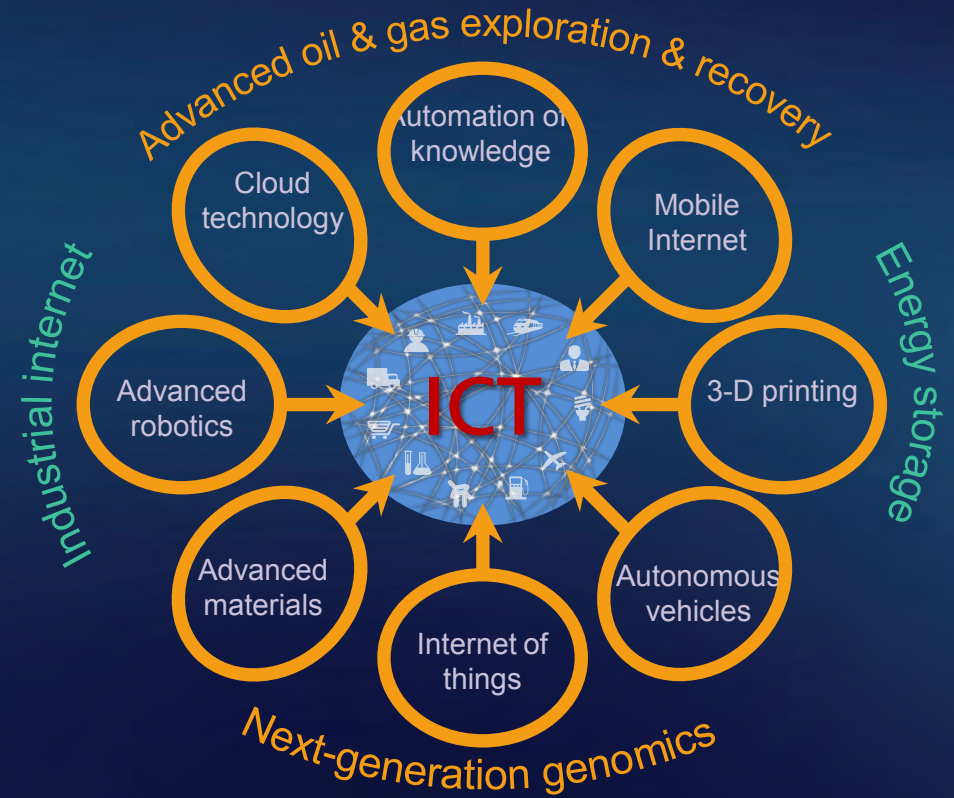 Advanced oil & gas exploration & recovery
Automation of
knowledge
Cloud
technology
Mobile
Internet
Industrial internet
Energy storage
Advanced
robotics
ICT
3-D printing
Advanced
materials
Autonomous
vehicles
Internet of
things
Next-generation genomics